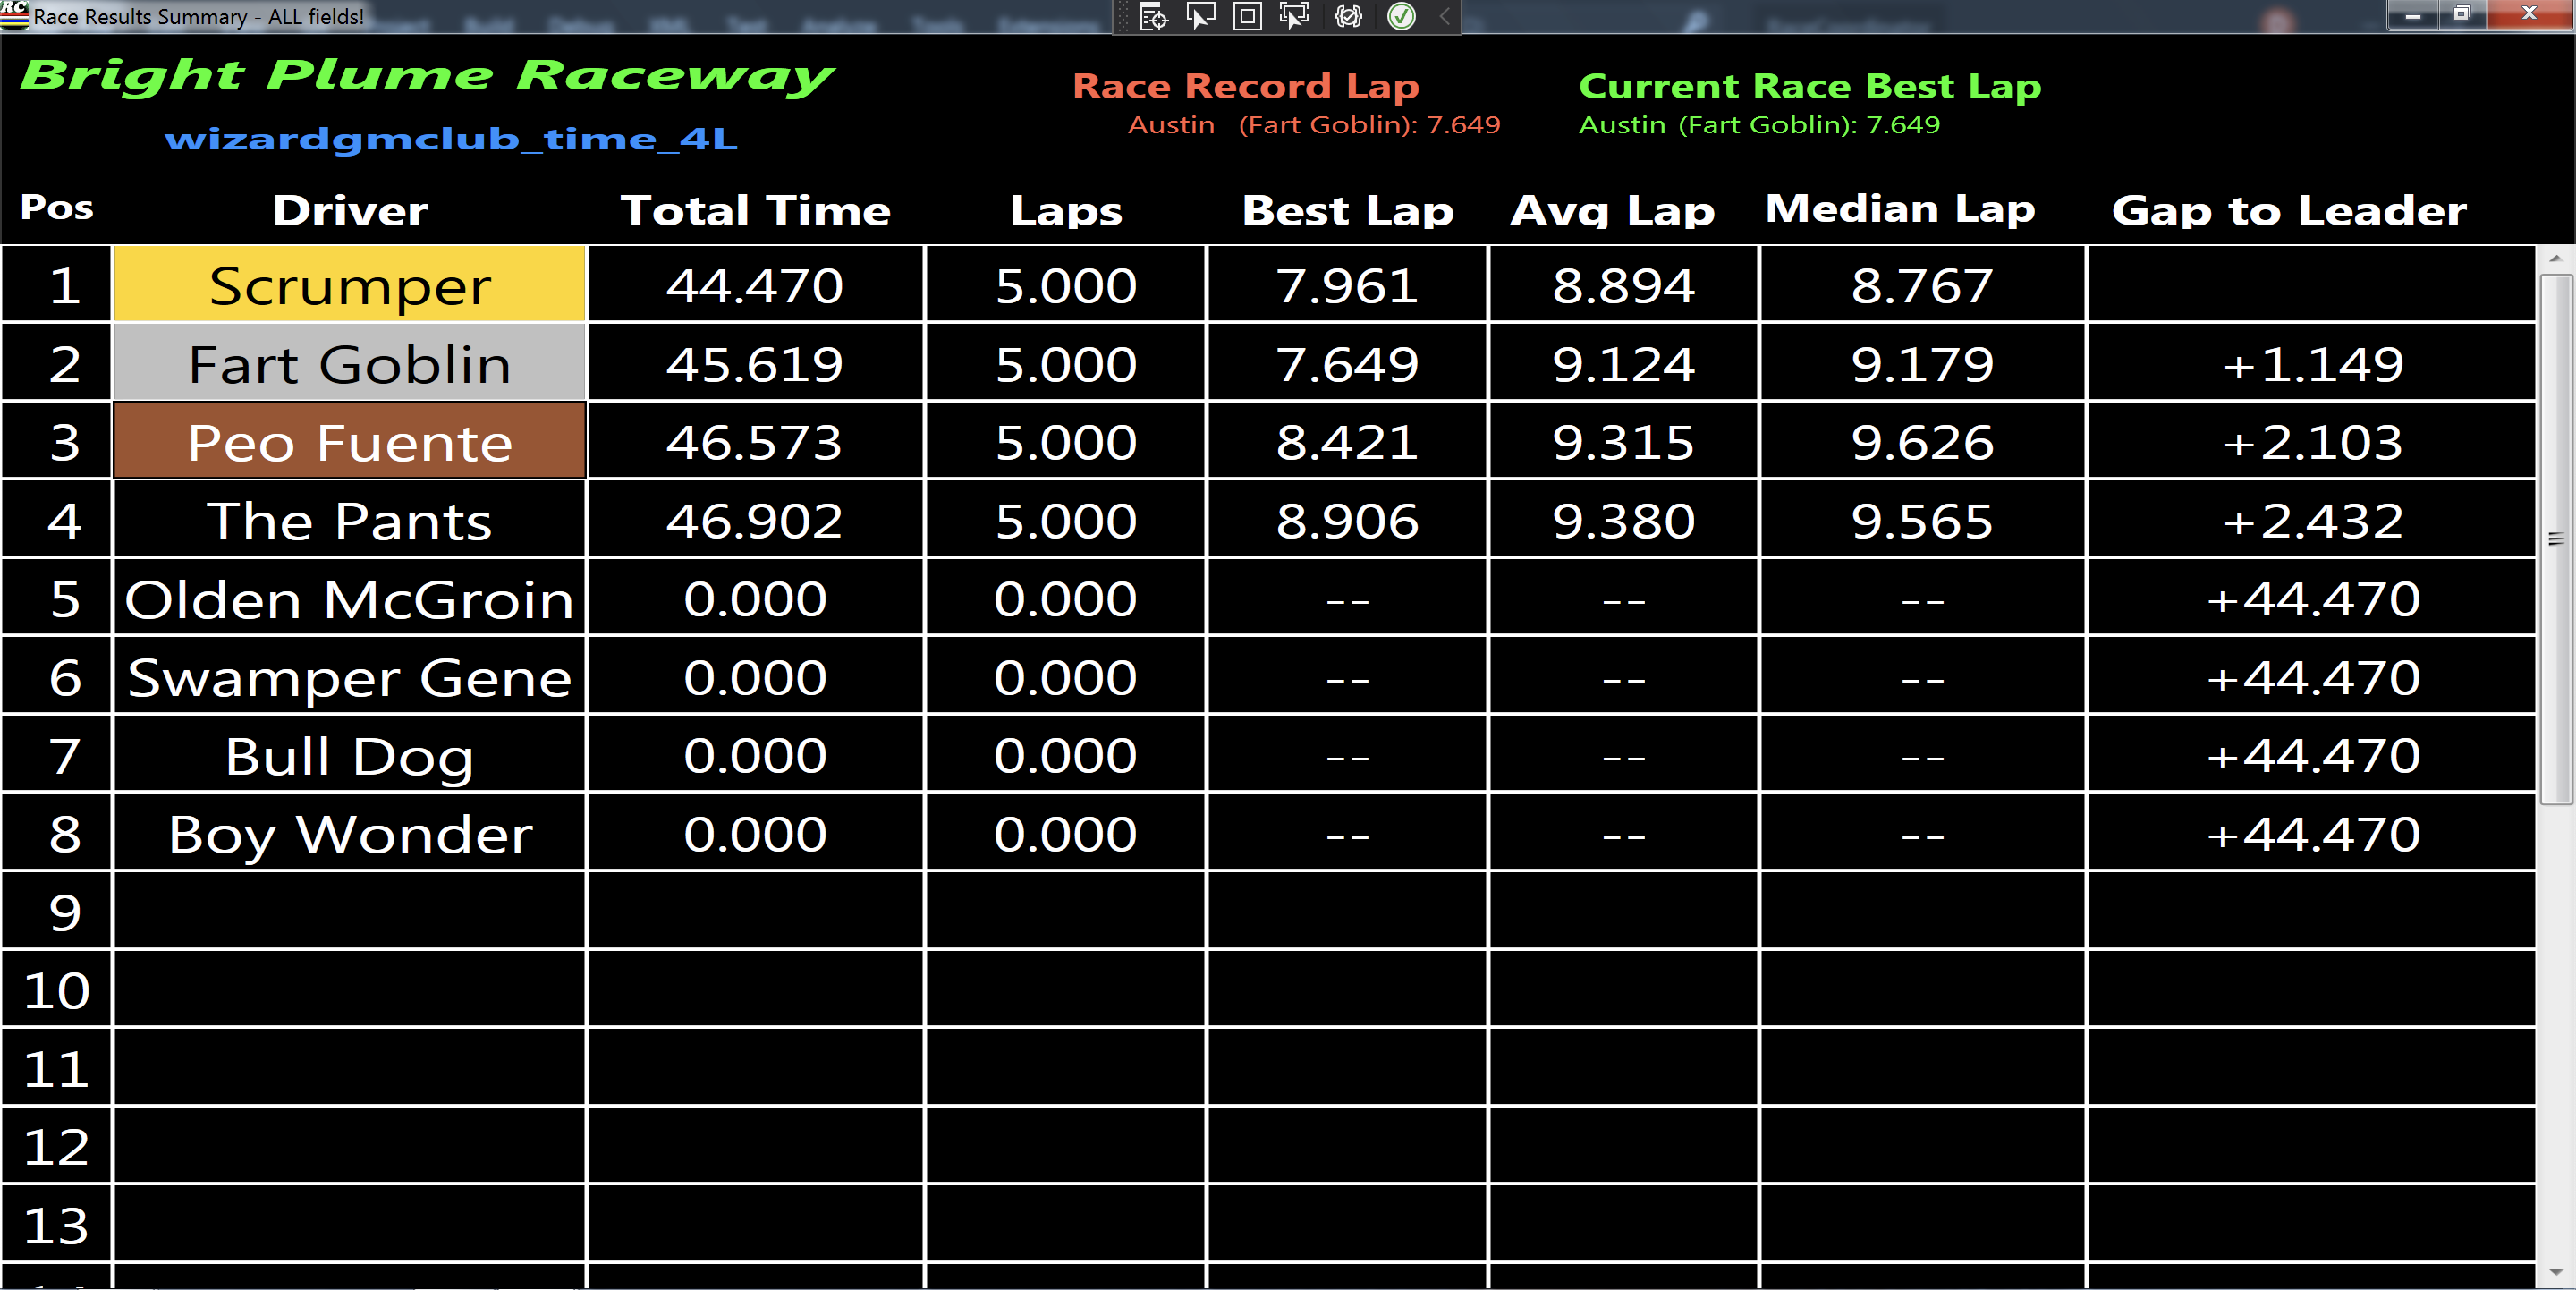 Race Results Summary - ALL fields!
Bright Plume Raceway
wizardgmclub_time_4L
Race Record Lap
Austin (Fart Goblin): 7.649
Current Race Best Lap
Austin (Fart Goblin): 7.649
Pos Driver Total Time Laps Best Lap Avg Lap Median Lap Gap to Leader
1 Scrumper 44.470 5.000 7.961 8.894 8.767
2 Fart Goblin 45.619 5.000 7.649 9.124 9.179 +1.149
3 Peo Fuente 46.573 5.000 8.421 9.315 9.626 +2.103
4 The Pants 46.902 5.000 8.906 9.380 9.565 +2.432
5 Olden McGroin 0.000 0.000 -- -- -- +44.470
6 Swamper Gene 0.000 0.000 -- -- -- +44.470
7 Bull Dog 0.000 0.000 -- -- -- +44.470
8 Boy Wonder 0.000 0.000 -- -- -- +44.470
9
10
11
12
13